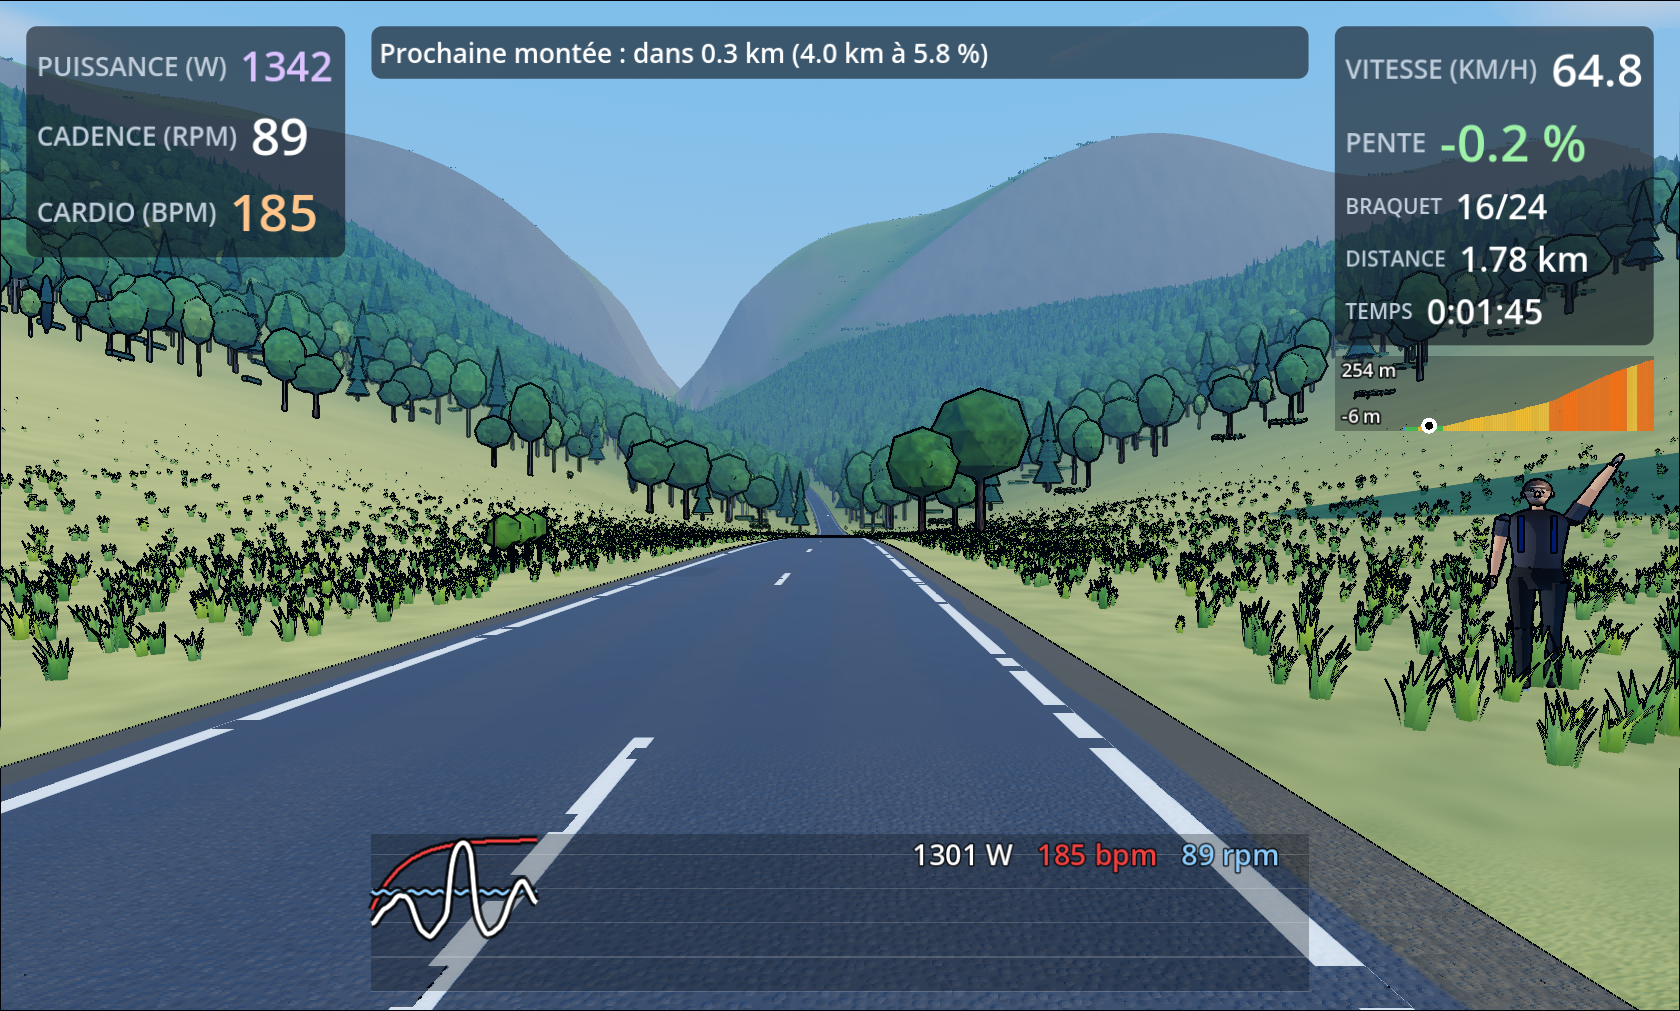 PUISSANCE (W) 1342
CADENCE (RPM) 89
CARDIO (BPM) 185
Prochaine montée : dans 0.3 km (4.0 km à 5.8 %)
VITESSE (KM/H) 64.8
PENTE -0.2 %
BRAQUET 16/24
DISTANCE 1.78 km
TEMPS 0:01:45
254 m
-6 m
1301 W 185 bpm 89 rpm